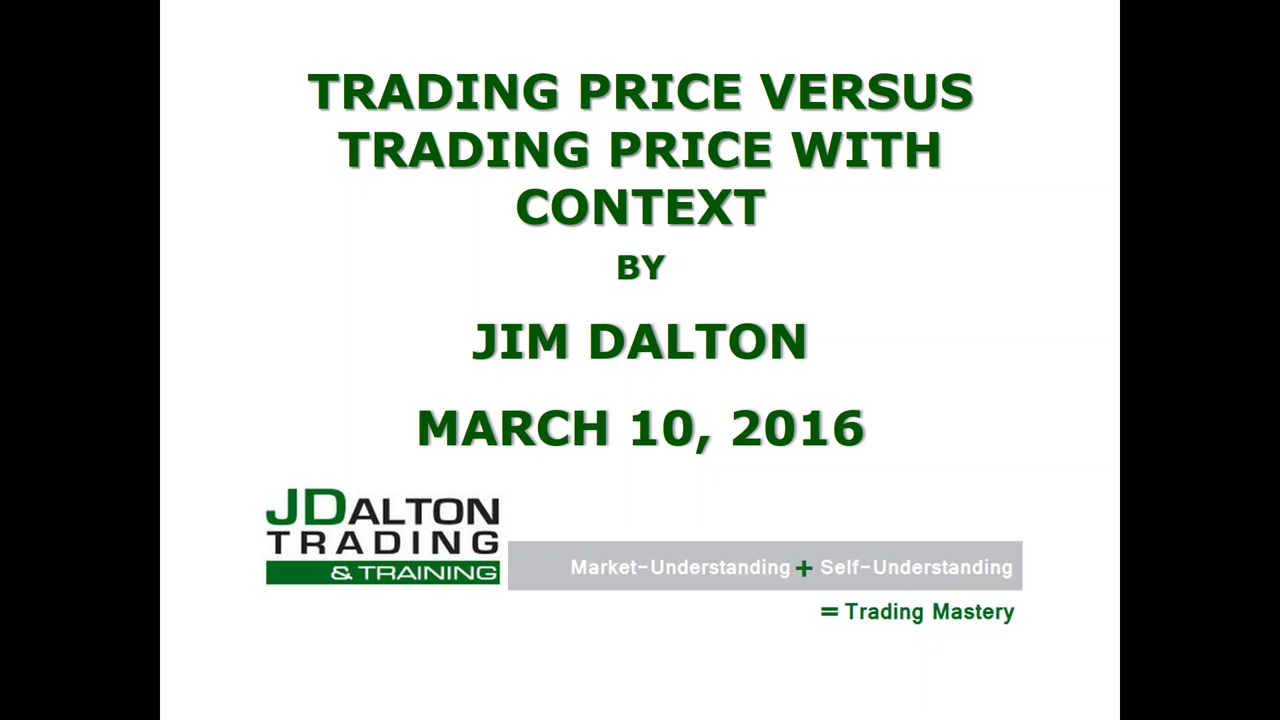 TRADING PRICE VERSUS
TRADING PRICE WITH
CONTEXT
BY
JIM DALTON
MARCH 10, 2016
JDALTON
TRADING
& TRAINING
Market-Understanding + Self-Understanding
= Trading Mastery